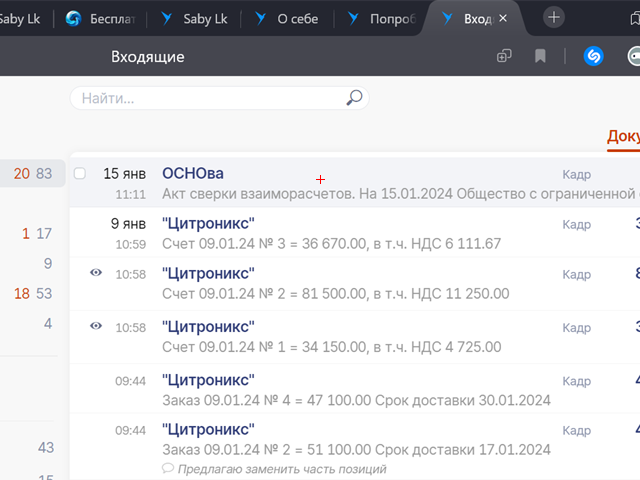 Saby Lk
Беспла
Saby Lk
О себе
Попроб
Вход
Входящие
Найти...
Доку
20 83
15 янв ОСНОва Кадр
11:11 Акт сверки взаиморасчетов. На 15.01.2024 Общество с ограниченной
1 17
9 янв "Цитроникс" Кадр 3
10:59 Счет 09.01.24 № 3 = 36 670.00, в т.ч. НДС 6 111.67
9
10:58 "Цитроникс" Кадр 8
18 53
Счет 09.01.24 № 2 = 81 500.00, в т.ч. НДС 11 250.00
4
10:58 "Цитроникс" Кадр 3
Счет 09.01.24 № 1 = 34 150.00, в т.ч. НДС 4 725.00
09:44 "Цитроникс" Кадр 4
Заказ 09.01.24 № 4 = 47 100.00 Срок доставки 30.01.2024
09:44 "Цитроникс" Кадр 4
43
Заказ 09.01.24 № 2 = 51 100.00 Срок доставки 17.01.2024
Предлагаю заменить часть позиций
15